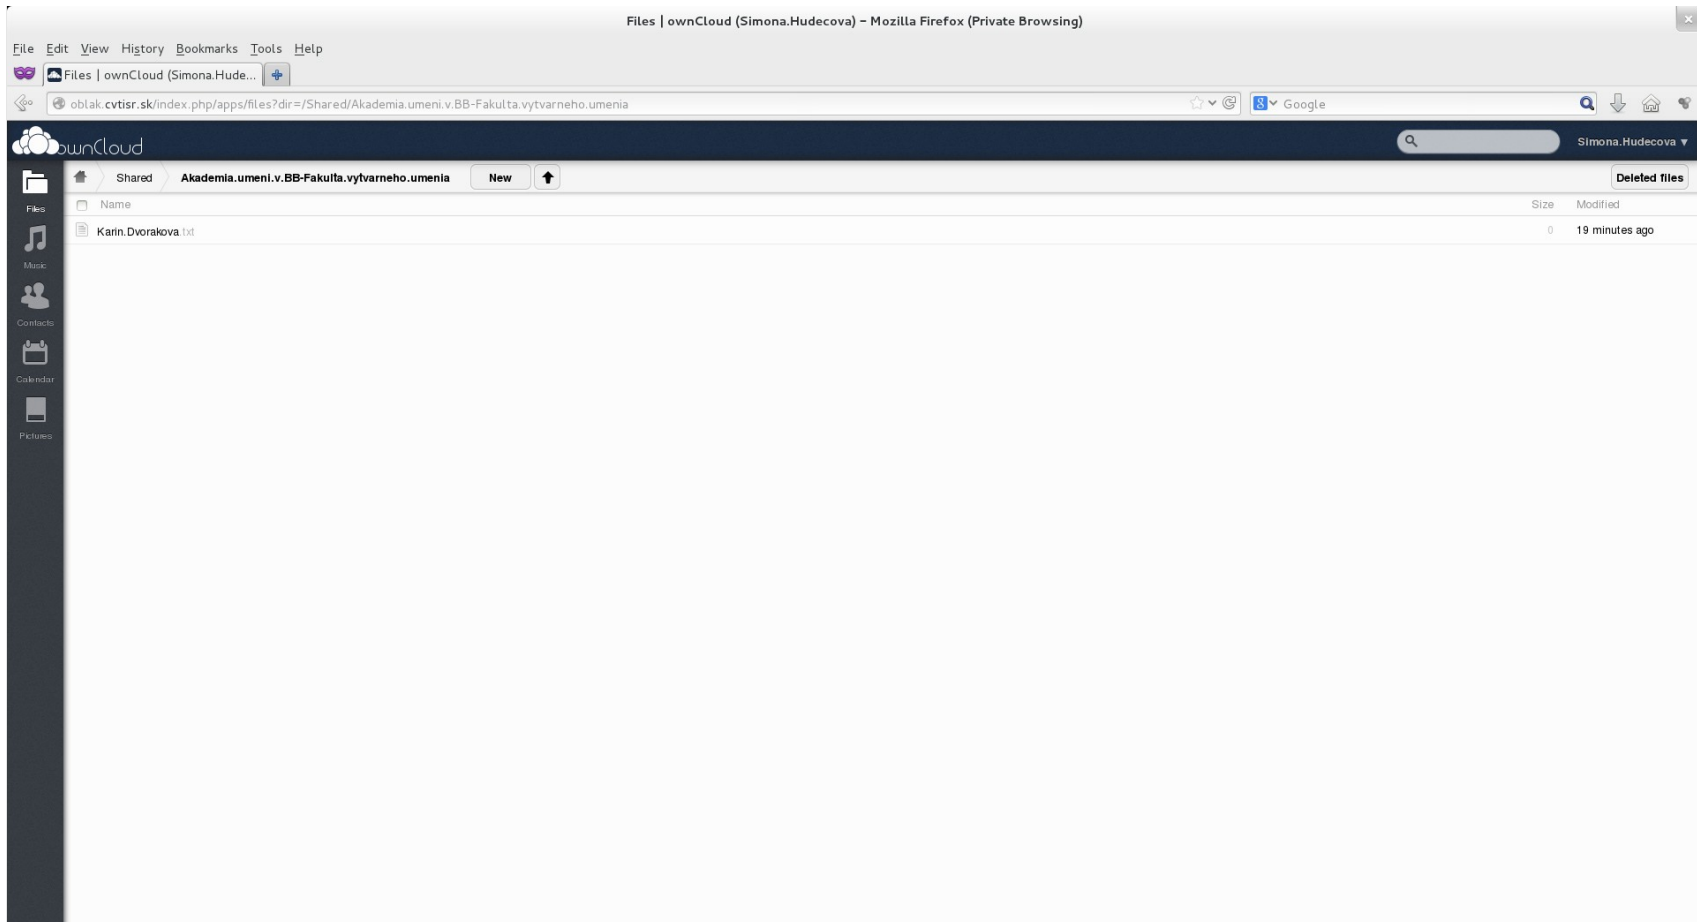 Files | ownCloud (Simona.Hudecova) – Mozilla Firefox (Private Browsing)
File Edit View History Bookmarks Tools Help
Files | ownCloud (Simona.Hude...
oblak.cvtisr.sk/index.php/apps/files?dir=/Shared/Akademia.umeni.v.BB-Fakulta.vytvarneho.umenia
Google
ownCloud
Simona.Hudecova
Shared Akademia.umeni.v.BB-Fakulta.vytvarneho.umenia New Deleted files
Files
Name Size Modified
Karin.Dvorakova.txt 0 19 minutes ago
Music
Contacts
Calendar
Pictures